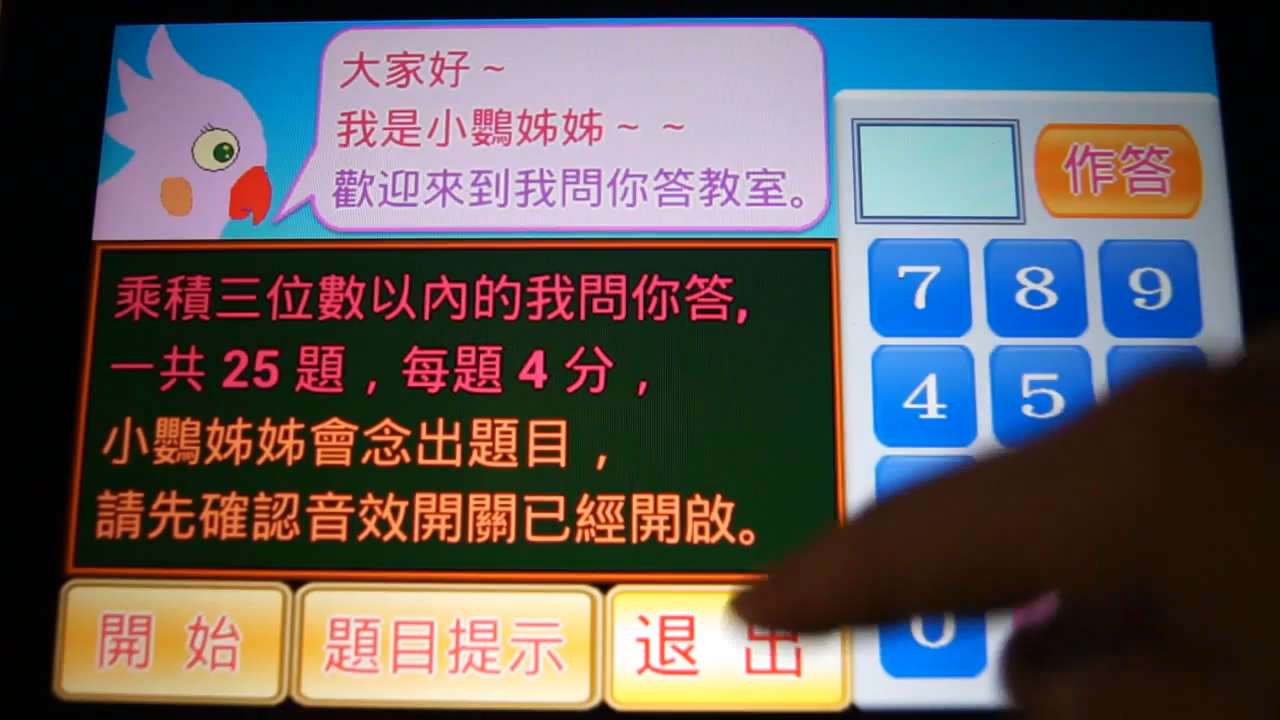 大家好~
我是小鸚姊姊~ ~
歡迎來到我問你答教室。
作答
乘積三位數以內的我問你答,
一共 25 題，每題 4 分，
小鸚姊姊會念出題目，
請先確認音效開關已經開啟。
7 8 9
4 5
0
開 始
題目提示
退 出